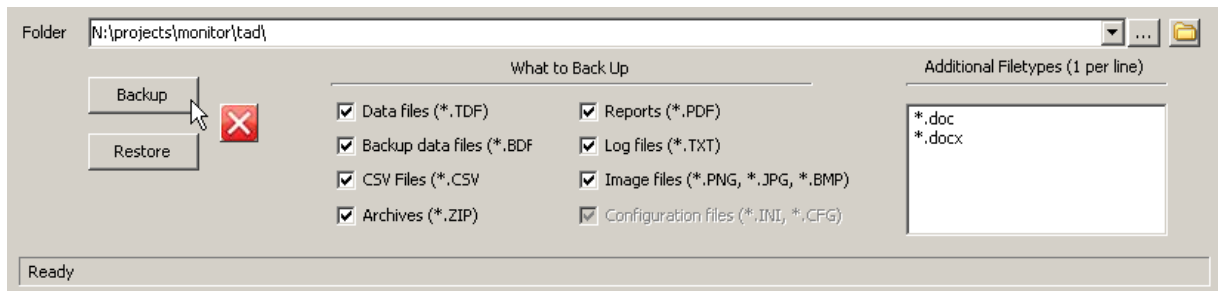 Folder N:\projects\monitor\tad\ ...
What to Back Up
Additional Filetypes (1 per line)
Backup
Restore
Data files (*.TDF)
Reports (*.PDF)
Backup data files (*.BDF
Log files (*.TXT)
CSV Files (*.CSV
Image files (*.PNG, *.JPG, *.BMP)
Archives (*.ZIP)
Configuration files (*.INI, *.CFG)
*.doc
*.docx
Ready